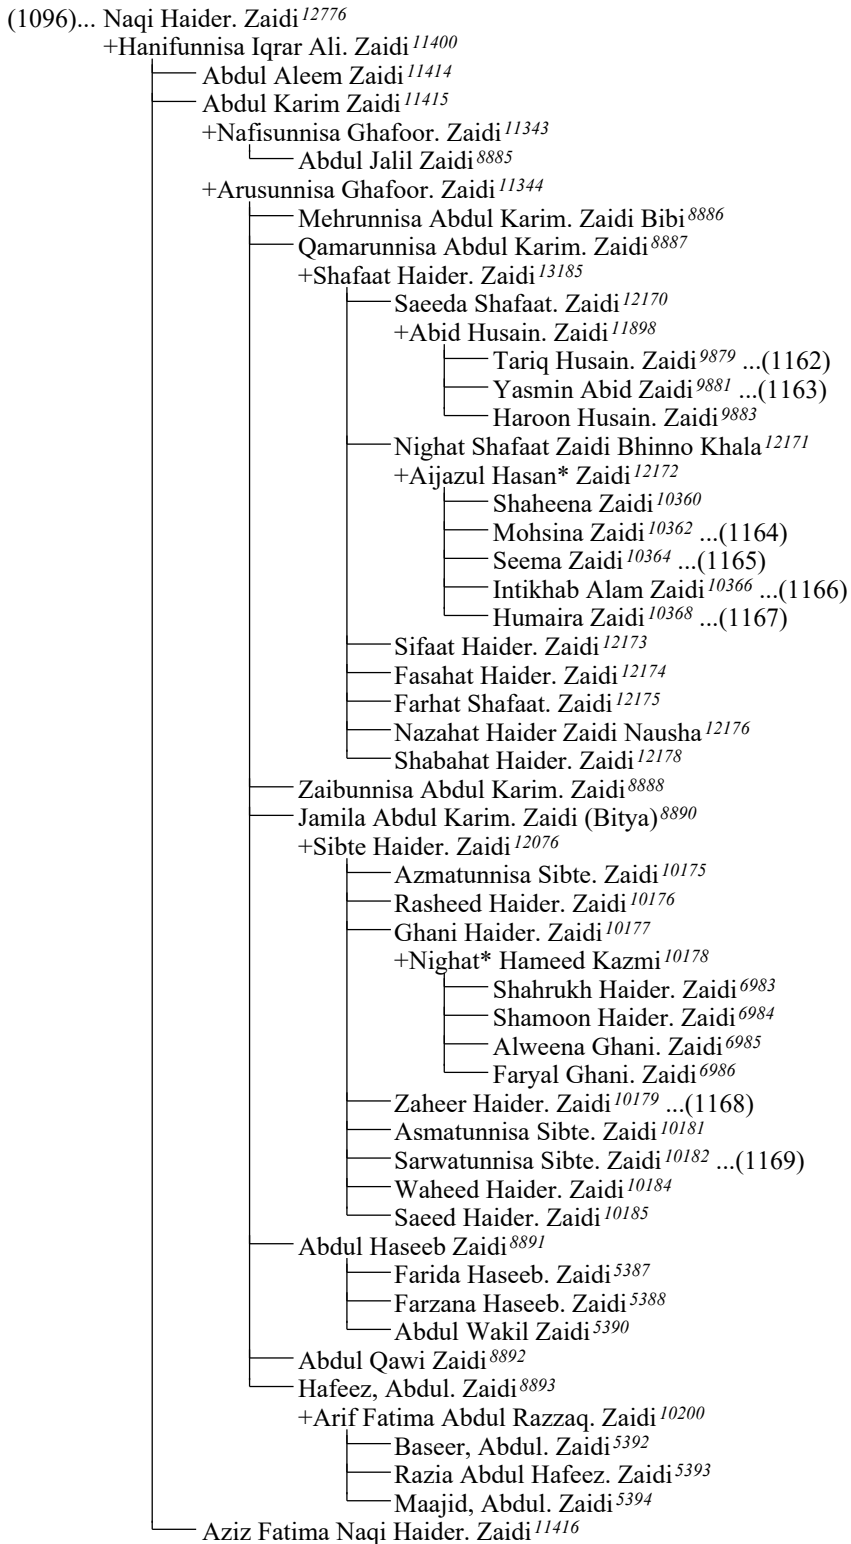 (1096)... Naqi Haider. Zaidi 12776
+Hanifunnisa Iqrar Ali. Zaidi 11400
Abdul Aleem Zaidi 11414
Abdul Karim Zaidi 11415
+Nafisunnisa Ghafoor. Zaidi 11343
Abdul Jalil Zaidi 8885
+Arusunnisa Ghafoor. Zaidi 11344
Mehrunnisa Abdul Karim. Zaidi Bibi 8886
Qamarunnisa Abdul Karim. Zaidi 8887
+Shafaat Haider. Zaidi 13185
Saeeda Shafaat. Zaidi 12170
+Abid Husain. Zaidi 11898
Tariq Husain. Zaidi 9879 ...(1162)
Yasmin Abid Zaidi 9881 ...(1163)
Haroon Husain. Zaidi 9883
Nighat Shafaat Zaidi Bhinno Khala 12171
+Aijazul Hasan* Zaidi 12172
Shaheena Zaidi 10360
Mohsina Zaidi 10362 ...(1164)
Seema Zaidi 10364 ...(1165)
Intikhab Alam Zaidi 10366 ...(1166)
Humaira Zaidi 10368 ...(1167)
Sifaat Haider. Zaidi 12173
Fasahat Haider. Zaidi 12174
Farhat Shafaat. Zaidi 12175
Nazahat Haider Zaidi Nausha 12176
Shabahat Haider. Zaidi 12178
Zaibunnisa Abdul Karim. Zaidi 8888
Jamila Abdul Karim. Zaidi (Bitya) 8890
+Sibte Haider. Zaidi 12076
Azmatunnisa Sibte. Zaidi 10175
Rasheed Haider. Zaidi 10176
Ghani Haider. Zaidi 10177
+Nighat* Hameed Kazmi 10178
Shahrukh Haider. Zaidi 6983
Shamoon Haider. Zaidi 6984
Alweena Ghani. Zaidi 6985
Faryal Ghani. Zaidi 6986
Zaheer Haider. Zaidi 10179 ...(1168)
Asmatunnisa Sibte. Zaidi 10181
Sarwatunnisa Sibte. Zaidi 10182 ...(1169)
Waheed Haider. Zaidi 10184
Saeed Haider. Zaidi 10185
Abdul Haseeb Zaidi 8891
Farida Haseeb. Zaidi 5387
Farzana Haseeb. Zaidi 5388
Abdul Wakil Zaidi 5390
Abdul Qawi Zaidi 8892
Hafeez, Abdul. Zaidi 8893
+Arif Fatima Abdul Razzaq. Zaidi 10200
Baseer, Abdul. Zaidi 5392
Razia Abdul Hafeez. Zaidi 5393
Maajid, Abdul. Zaidi 5394
Aziz Fatima Naqi Haider. Zaidi 11416